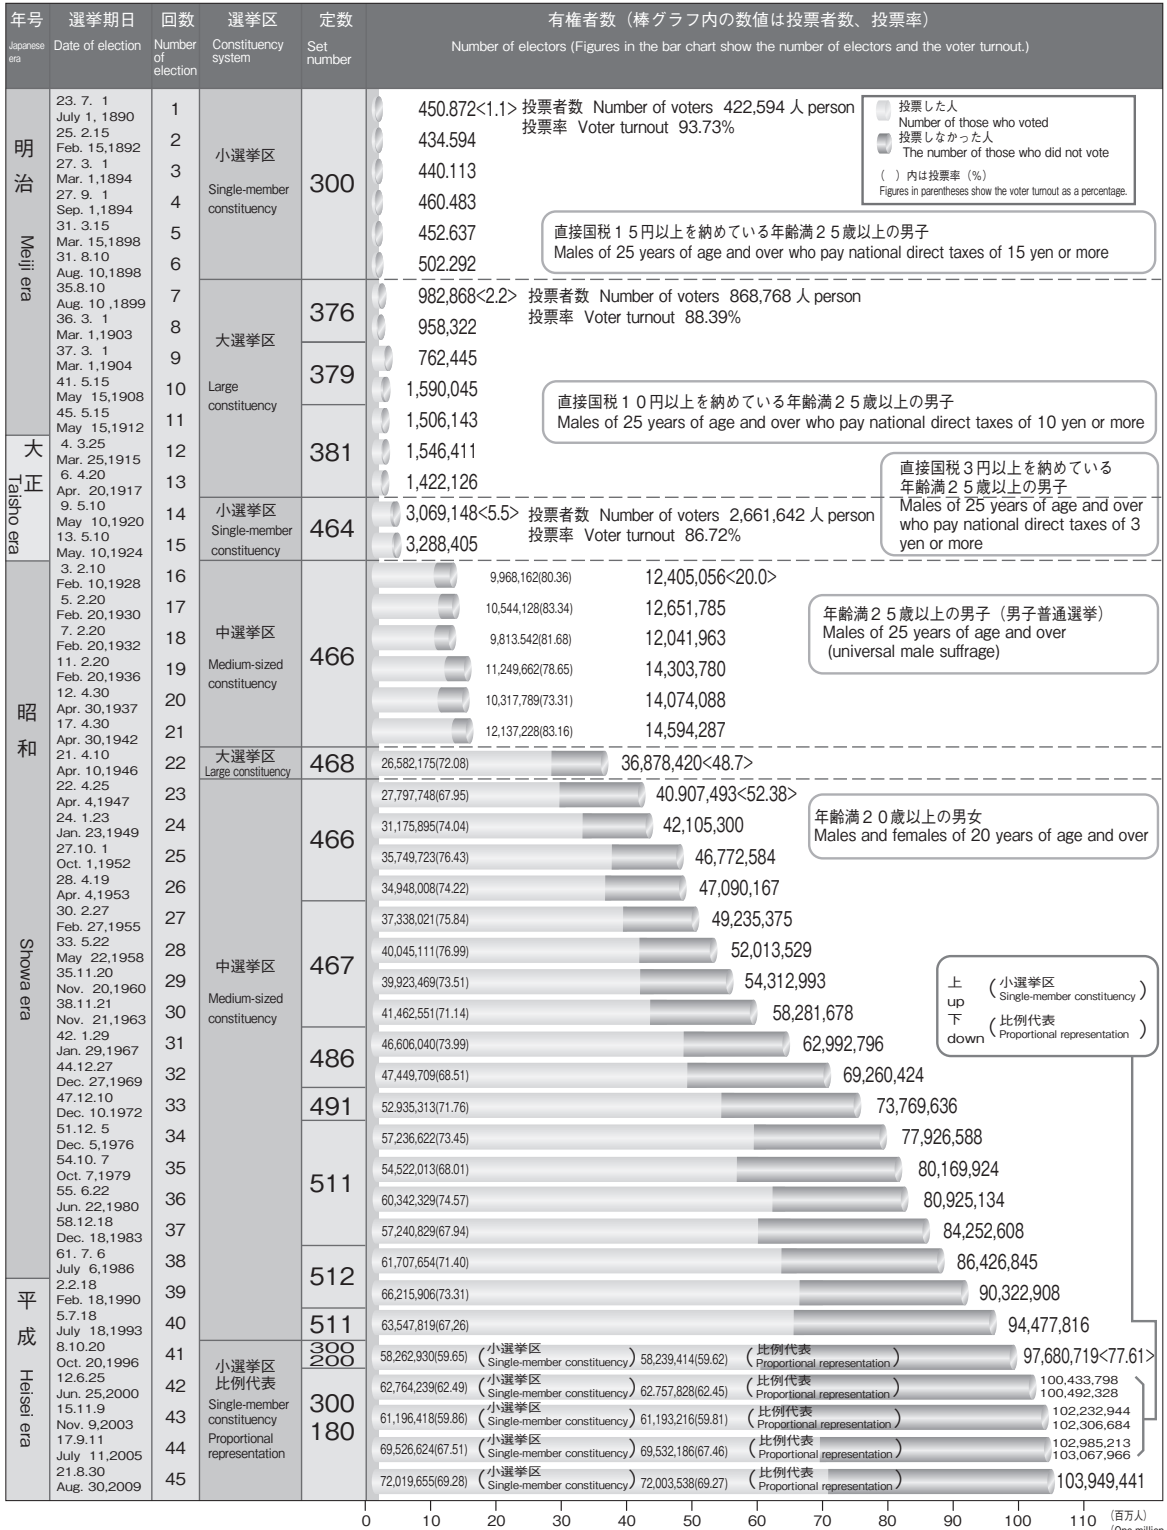 年号 選挙期日 回数 選挙区 定数 有権者数（棒グラフ内の数値は投票者数、投票率）
Japanese era Date of election Number of election Constituency system Set number Number of electors (Figures in the bar chart show the number of electors and the voter turnout.)
明治 Meiji era
23. 7. 1
July 1, 1890
1
小選挙区
Single-member constituency
300
450.872<1.1> 投票者数 Number of voters 422,594 人 person
投票率 Voter turnout 93.73%
投票した人
Number of those who voted
投票しなかった人
The number of those who did not vote
（ ）内は投票率（%）
Figures in parentheses show the voter turnout as a percentage.
25. 2.15
Feb. 15,1892
2 434.594
27. 3. 1
Mar. 1,1894
3 440.113
27. 9. 1
Sep. 1,1894
4 460.483
31. 3.15
Mar. 15,1898
5 452.637
直接国税１５円以上を納めている年齢満２５歳以上の男子
Males of 25 years of age and over who pay national direct taxes of 15 yen or more
31. 8.10
Aug. 10,1898
6 502.292
35.8.10
Aug. 10 ,1899
7
大選挙区
Large constituency
376
982,868<2.2> 投票者数 Number of voters 868,768 人 person
投票率 Voter turnout 88.39%
36. 3. 1
Mar. 1,1903
8 958,322
37. 3. 1
Mar. 1,1904
9 379 762,445
41. 5.15
May 15,1908
10 1,590,045
直接国税１０円以上を納めている年齢満２５歳以上の男子
Males of 25 years of age and over who pay national direct taxes of 10 yen or more
45. 5.15
May 15,1912
11 381 1,506,143
大正 Taisho era
4. 3.25
Mar. 25,1915
12 1,546,411
6. 4.20
Apr. 20,1917
13 1,422,126
直接国税３円以上を納めている
年齢満２５歳以上の男子
Males of 25 years of age and over
who pay national direct taxes of 3
yen or more
9. 5.10
May 10,1920
14
小選挙区
Single-member constituency
464
3,069,148<5.5> 投票者数 Number of voters 2,661,642 人 person
投票率 Voter turnout 86.72%
13. 5.10
May. 10,1924
15 3,288,405
昭和 Showa era
3. 2.10
Feb. 10,1928
16
中選挙区
Medium-sized constituency
466
9,968,162(80.36) 12,405,056<20.0>
5. 2.20
Feb. 20,1930
17 10,544,128(83.34) 12,651,785
年齢満２５歳以上の男子（男子普通選挙）
Males of 25 years of age and over
(universal male suffrage)
7. 2.20
Feb. 20,1932
18 9,813.542(81.68) 12,041,963
11. 2.20
Feb. 20,1936
19 11,249,662(78.65) 14,303,780
12. 4.30
Apr. 30,1937
20 10,317,789(73.31) 14,074,088
17. 4.30
Apr. 30,1942
21 12,137,228(83.16) 14,594,287
21. 4.10
Apr. 10,1946
22
大選挙区
Large constituency
468
26,582,175(72.08) 36,878,420<48.7>
22. 4.25
Apr. 4,1947
23
中選挙区
Medium-sized constituency
466
27,797,748(67.95) 40.907,493<52.38>
年齢満２０歳以上の男女
Males and females of 20 years of age and over
24. 1.23
Jan. 23,1949
24 31,175,895(74.04) 42,105,300
27.10. 1
Oct. 1,1952
25 35,749,723(76.43) 46,772,584
28. 4.19
Apr. 4,1953
26 34,948,008(74.22) 47,090,167
30. 2.27
Feb. 27,1955
27 467 37,338,021(75.84) 49,235,375
33. 5.22
May 22,1958
28 40,045,111(76.99) 52,013,529
35.11.20
Nov. 20,1960
29 39,923,469(73.51) 54,312,993
上 up （小選挙区 Single-member constituency）
下 down （比例代表 Proportional representation）
38.11.21
Nov. 21,1963
30 41,462,551(71.14) 58,281,678
42. 1.29
Jan. 29,1967
31 486 46,606,040(73.99) 62,992,796
44.12.27
Dec. 27,1969
32 47,449,709(68.51) 69,260,424
47.12.10
Dec. 10.1972
33 491 52.935,313(71.76) 73,769,636
51.12. 5
Dec. 5,1976
34 511 57,236,622(73.45) 77,926,588
54.10. 7
Oct. 7,1979
35 54,522,013(68.01) 80,169,924
55. 6.22
Jun. 22,1980
36 60,342,329(74.57) 80,925,134
58.12.18
Dec. 18,1983
37 57,240,829(67.94) 84,252,608
61. 7. 6
July 6,1986
38 512 61,707,654(71.40) 86,426,845
平成 Heisei era
2.2.18
Feb. 18,1990
39 66,215,906(73.31) 90,322,908
5.7.18
July 18,1993
40 511 63,547,819(67,26) 94,477,816
8.10.20
Oct. 20,1996
41
小選挙区
比例代表
Single-member constituency
Proportional representation
300
200
58,262,930(59.65) （小選挙区 Single-member constituency） 58,239,414(59.62) （比例代表 Proportional representation） 97,680,719<77.61>
12.6.25
Jun. 25,2000
42
300
180
62,764,239(62.49) （小選挙区 Single-member constituency） 62.757,828(62.45) （比例代表 Proportional representation） 100,433,798
100,492,328
15.11.9
Nov. 9,2003
43 61,196,418(59.86) （小選挙区 Single-member constituency） 61,193,216(59.81) （比例代表 Proportional representation） 102,232,944
102,306,684
17.9.11
July 11,2005
44 69,526,624(67.51) （小選挙区 Single-member constituency） 69,532,186(67.46) （比例代表 Proportional representation） 102,985,213
103,067,966
21.8.30
Aug. 30,2009
45 72,019,655(69.28) （小選挙区 Single-member constituency） 72,003,538(69.27) （比例代表 Proportional representation） 103,949,441
0 10 20 30 40 50 60 70 80 90 100 110 （百万人）
(One million